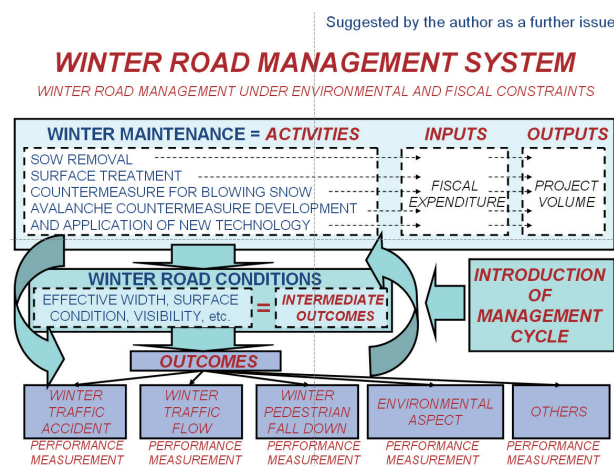 Suggested by the author as a further issue
WINTER ROAD MANAGEMENT SYSTEM
WINTER ROAD MANAGEMENT UNDER ENVIRONMENTAL AND FISCAL CONSTRAINTS
WINTER MAINTENANCE = ACTIVITIES INPUTS OUTPUTS
SOW REMOVAL
SURFACE TREATMENT
COUNTERMEASURE FOR BLOWING SNOW
AVALANCHE COUNTERMEASURE DEVELOPMENT
AND APPLICATION OF NEW TECHNOLOGY
FISCAL
EXPENDITURE
PROJECT
VOLUME
WINTER ROAD CONDITIONS
EFFECTIVE WIDTH, SURFACE
CONDITION, VISIBILITY, etc.
=
INTERMEDIATE
OUTCOMES
INTRODUCTION
OF
MANAGEMENT
CYCLE
OUTCOMES
WINTER
TRAFFIC
ACCIDENT
WINTER
TRAFFIC
FLOW
WINTER
PEDESTRIAN
FALL DOWN
ENVIRONMENTAL
ASPECT
OTHERS
PERFORMANCE
MEASUREMENT
PERFORMANCE
MEASUREMENT
PERFORMANCE
MEASUREMENT
PERFORMANCE
MEASUREMENT
PERFORMANCE
MEASUREMENT